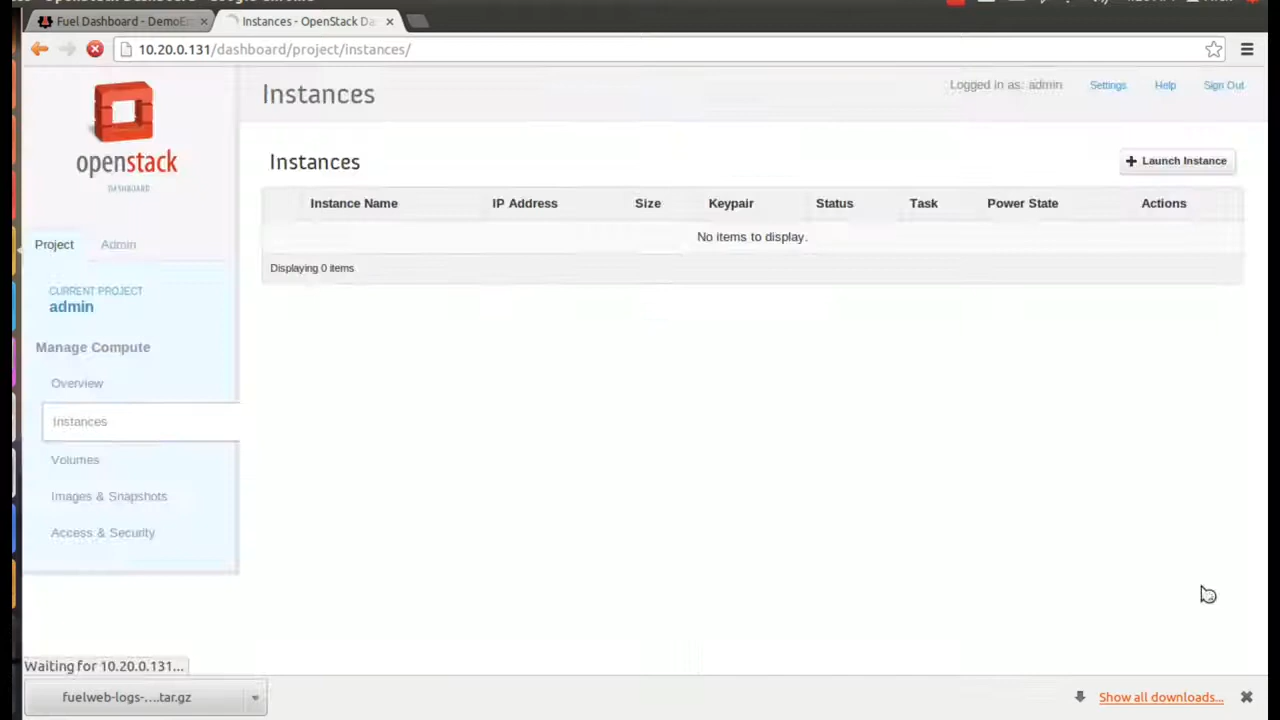 Fuel Dashboard - DemoE
Instances - OpenStack Da
10.20.0.131/dashboard/project/instances/
openstack
DASHBOARD
Instances
Logged in as: admin
Settings
Help
Sign Out
Instances
Launch Instance
Instance Name
IP Address
Size
Keypair
Status
Task
Power State
Actions
No items to display.
Displaying 0 items
Project
Admin
CURRENT PROJECT
admin
Manage Compute
Overview
Instances
Volumes
Images & Snapshots
Access & Security
Waiting for 10.20.0.131...
fuelweb-logs-....tar.gz
Show all downloads...